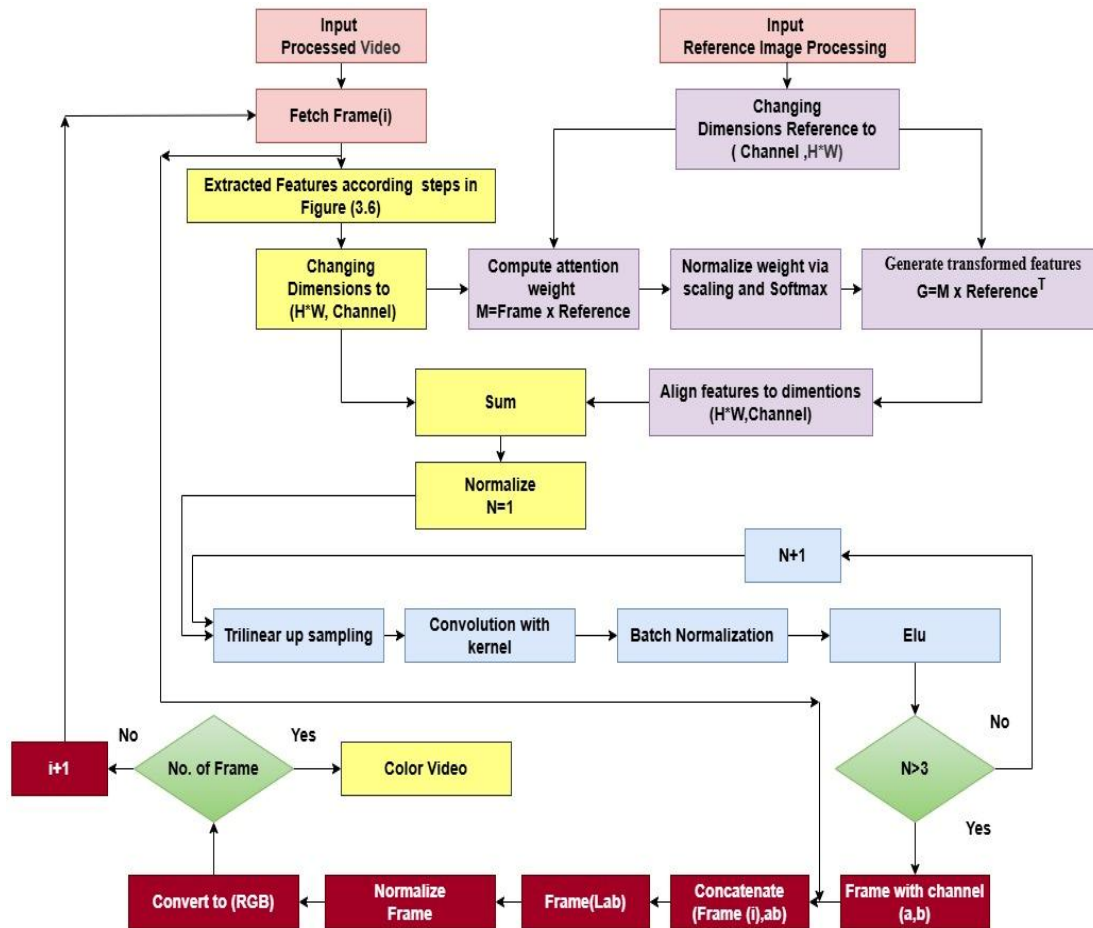 Input
Processed Video
Input
Reference Image Processing
Fetch Frame(i)
Changing
Dimensions Reference to
( Channel ,H*W)
Extracted Features according steps in
Figure (3.6)
Changing
Dimensions to
(H*W, Channel)
Compute attention
weight
M=Frame x Reference
Normalize weight via
scaling and Softmax
Generate transformed features
G=M x Reference^T
Sum
Align features to dimentions
(H*W,Channel)
Normalize
N=1
N+1
Trilinear up sampling
Convolution with
kernel
Batch Normalization
Elu
No
N>3
Yes
i+1
No
No. of Frame
Yes
Color Video
Convert to (RGB)
Normalize
Frame
Frame(Lab)
Concatenate
(Frame (i),ab)
Frame with channel
(a,b)